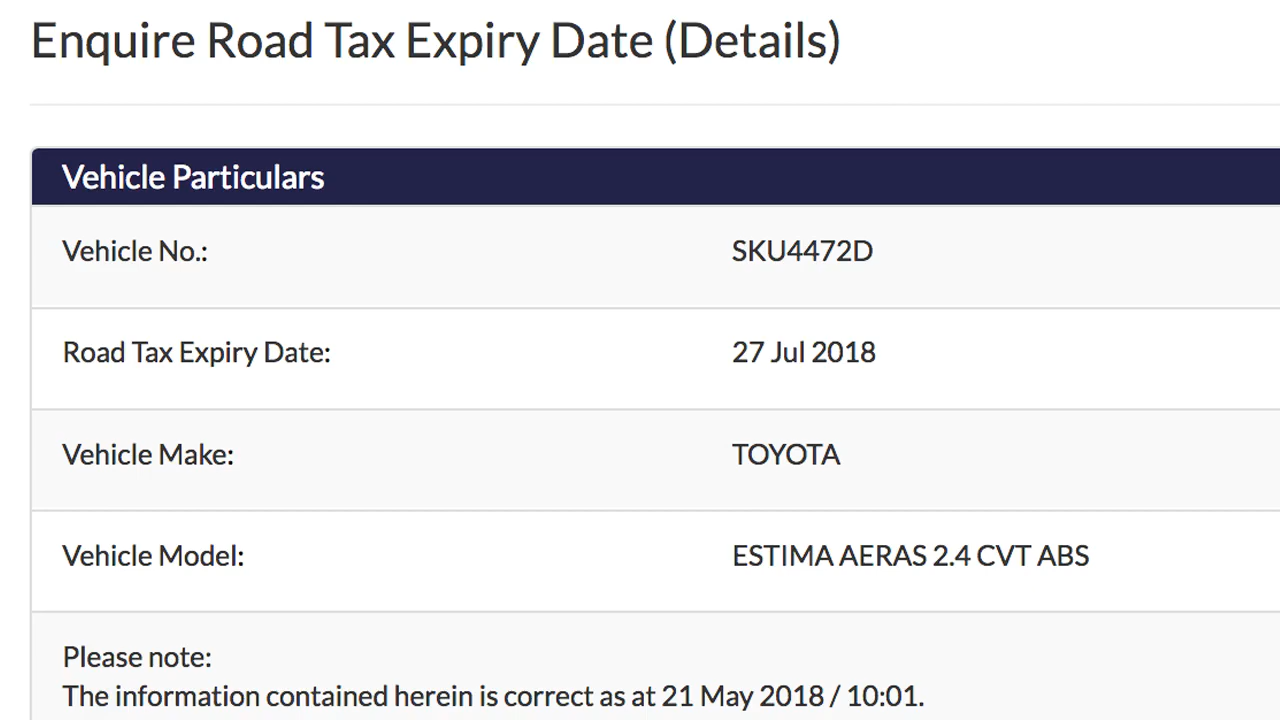 Enquire Road Tax Expiry Date (Details)
Vehicle Particulars
Vehicle No.: SKU4472D
Road Tax Expiry Date: 27 Jul 2018
Vehicle Make: TOYOTA
Vehicle Model: ESTIMA AERAS 2.4 CVT ABS
Please note:
The information contained herein is correct as at 21 May 2018 / 10:01.